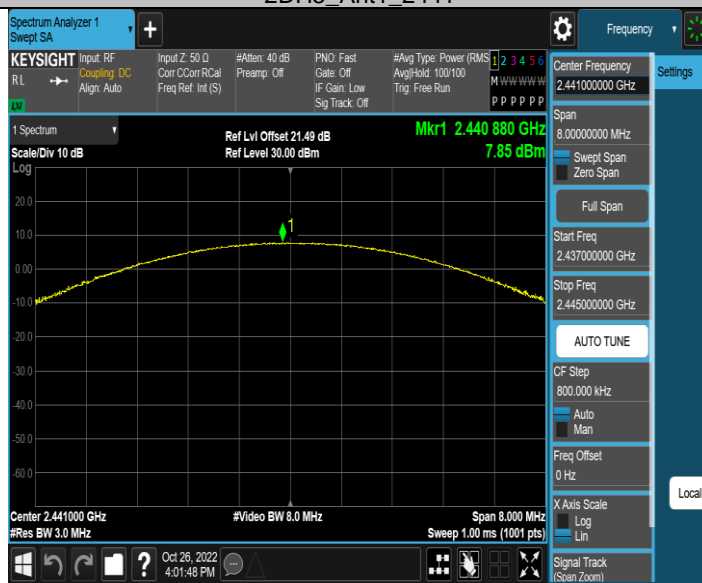 Spectrum Analyzer 1
Swept SA
Frequency
KEYSIGHT
RL
LXI
Input: RF
Coupling: DC
Align: Auto
Input Z: 50 Ω
Corr CCorr RCal
Freq Ref: Int (S)
#Atten: 40 dB
Preamp: Off
PNO: Fast
Gate: Off
IF Gain: Low
Sig Track: Off
#Avg Type: Power (RMS
Avg|Hold: 100/100
Trig: Free Run
1 2 3 4 5 6
M W W W W W
P P P P P P
1 Spectrum
Scale/Div 10 dB
Ref Lvl Offset 21.49 dB
Ref Level 30.00 dBm
Mkr1 2.440 880 GHz
7.85 dBm
Log
1
20.0
10.0
0.00
-10.0
-20.0
-30.0
-40.0
-50.0
-60.0
Center 2.441000 GHz
#Res BW 3.0 MHz
#Video BW 8.0 MHz
Span 8.000 MHz
Sweep 1.00 ms (1001 pts)
Oct 26, 2022
4:01:48 PM
Center Frequency
2.441000000 GHz
Span
8.00000000 MHz
Swept Span
Zero Span
Full Span
Start Freq
2.437000000 GHz
Stop Freq
2.445000000 GHz
AUTO TUNE
CF Step
800.000 kHz
Auto
Man
Freq Offset
0 Hz
X Axis Scale
Log
Lin
Signal Track
(Span Zoom)
Settings
Local